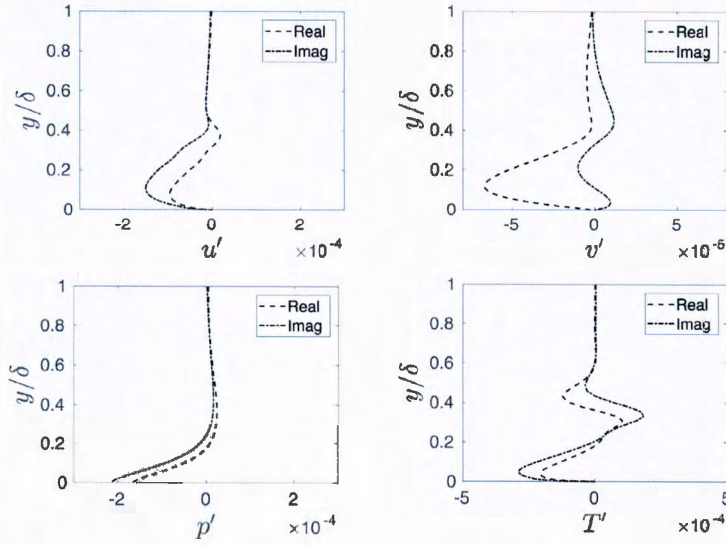 1
0.8
0.6
0.4
0.2
0
y/δ
Real
Imag
-2 0 2
u′ ×10-4
1
0.8
0.6
0.4
0.2
0
y/δ
Real
Imag
-5 0 5
v′ ×10-5
1
0.8
0.6
0.4
0.2
0
y/δ
Real
Imag
-2 0 2
p′ ×10-4
1
0.8
0.6
0.4
0.2
0
y/δ
Real
Imag
-5 0 5
T′ ×10-4